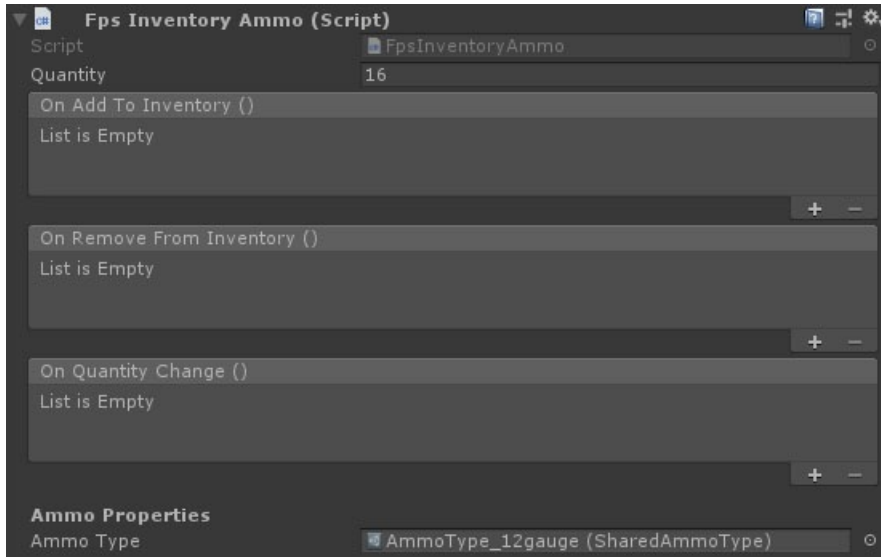 Fps Inventory Ammo (Script)
Script FpsInventoryAmmo
Quantity 16
On Add To Inventory ()
List is Empty
+ −
On Remove From Inventory ()
List is Empty
+ −
On Quantity Change ()
List is Empty
+ −
Ammo Properties
Ammo Type AmmoType_12gauge (SharedAmmoType)